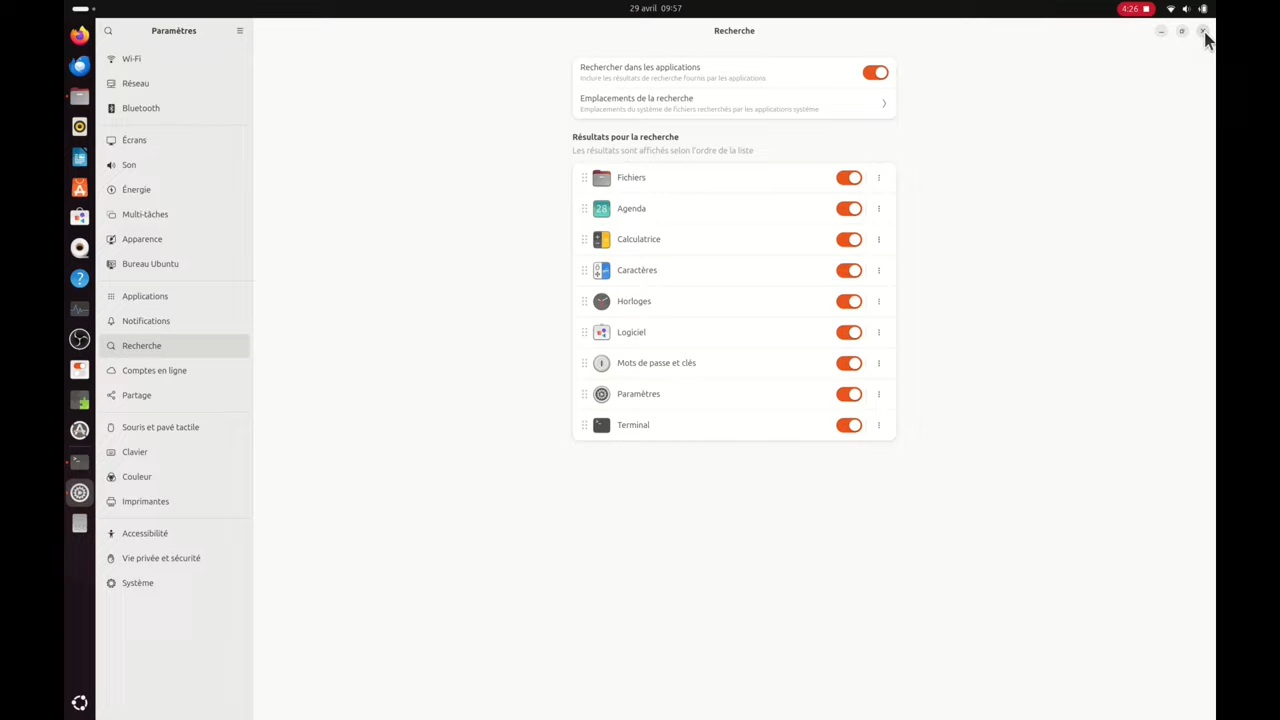 29 avril 09:57
4:26
Paramètres
Recherche
Wi-Fi
Réseau
Bluetooth
Écrans
Son
Énergie
Multi-tâches
Apparence
Bureau Ubuntu
Applications
Notifications
Recherche
Comptes en ligne
Partage
Souris et pavé tactile
Clavier
Couleur
Imprimantes
Accessibilité
Vie privée et sécurité
Système
Rechercher dans les applications
Inclure les résultats de recherche fournis par les applications
Emplacements de la recherche
Emplacements du système de fichiers recherchés par les applications système
Résultats pour la recherche
Les résultats sont affichés selon l'ordre de la liste
Fichiers
28
Agenda
Calculatrice
Caractères
Horloges
Logiciel
Mots de passe et clés
Paramètres
Terminal